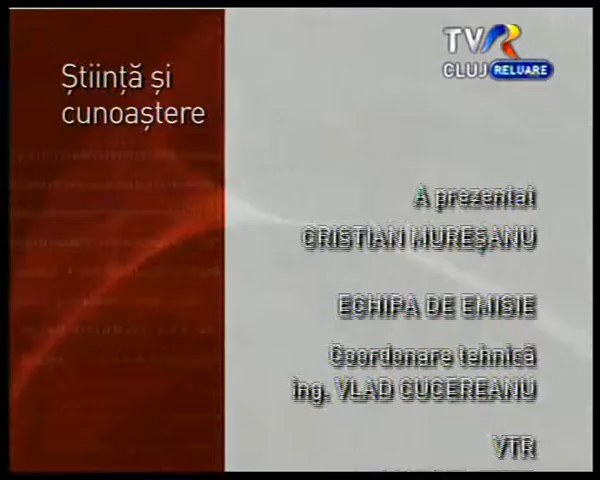 Știință și
cunoaștere
TVR
CLUJ RELUARE
A prezentat
CRISTIAN MUREȘANU
ECHIPA DE EMISIE
Coordonare tehnică
ing. VLAD CUCEREANU
VTR